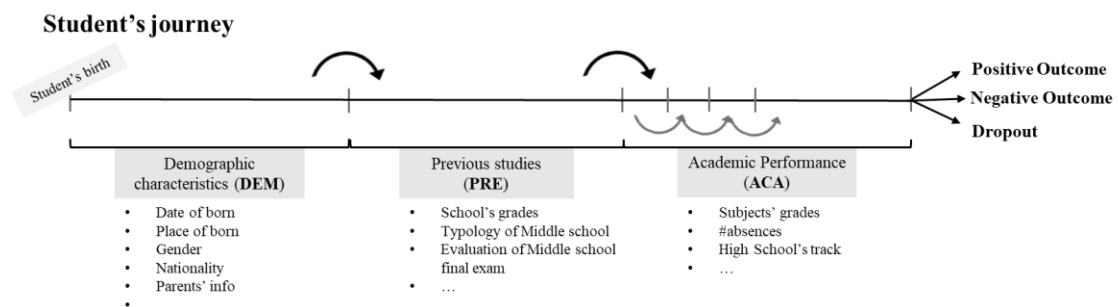 Student's journey
Student's birth
Positive Outcome
Negative Outcome
Dropout
Demographic
characteristics (DEM)
• Date of born
• Place of born
• Gender
• Nationality
• Parents' info
•
Previous studies
(PRE)
• School's grades
• Typology of Middle school
• Evaluation of Middle school
final exam
• …
Academic Performance
(ACA)
• Subjects' grades
• #absences
• High School's track
• …